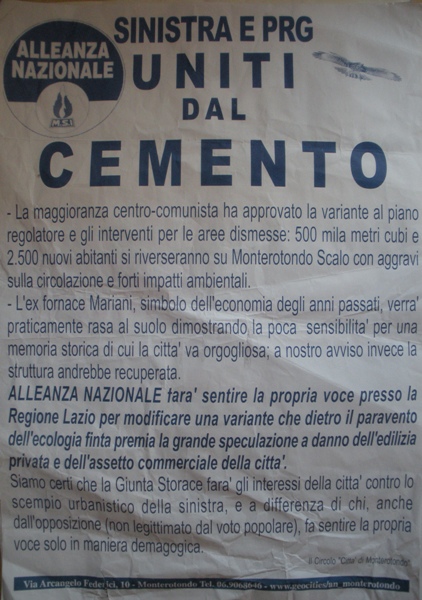 ALLEANZA
NAZIONALE
M.S.I.
SINISTRA E PRG
UNITI
DAL
CEMENTO
- La maggioranza centro-comunista ha approvato la variante al piano
regolatore e gli interventi per le aree dismesse: 500 mila metri cubi e
2.500 nuovi abitanti si riverseranno su Monterotondo Scalo con aggravi
sulla circolazione e forti impatti ambientali.
- L'ex fornace Mariani, simbolo dell'economia degli anni passati, verra'
praticamente rasa al suolo dimostrando la poca sensibilita' per una
memoria storica di cui la citta' va orgogliosa; a nostro avviso invece la
struttura andrebbe recuperata.
ALLEANZA NAZIONALE fara' sentire la propria voce presso la
Regione Lazio per modificare una variante che dietro il paravento
dell'ecologia finta premia la grande speculazione a danno dell'edilizia
privata e dell'assetto commerciale della citta'.
Siamo certi che la Giunta Storace fara' gli interessi della citta' contro lo
scempio urbanistico della sinistra, e a differenza di chi, anche
dall'opposizione (non legittimato dal voto popolare), fa sentire la propria
voce solo in maniera demagogica.
il Circolo "Citta' di Monterotondo"
Via Arcangelo Federici, 10 - Monterotondo Tel. - www.geocities/an_monterotondo